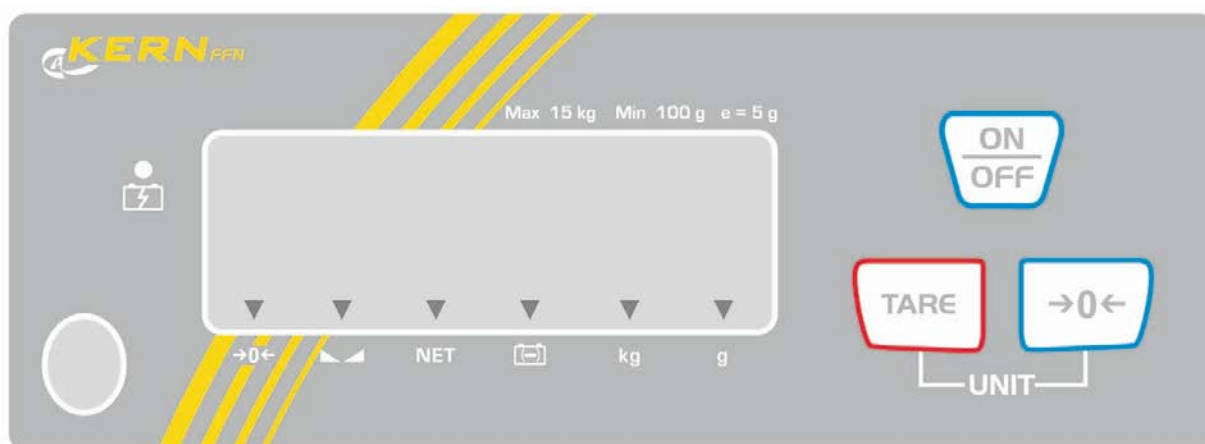 KERN FFN
Max 15 kg Min 100 g e = 5 g
ON
OFF
TARE →0←
→0← NET kg g
UNIT